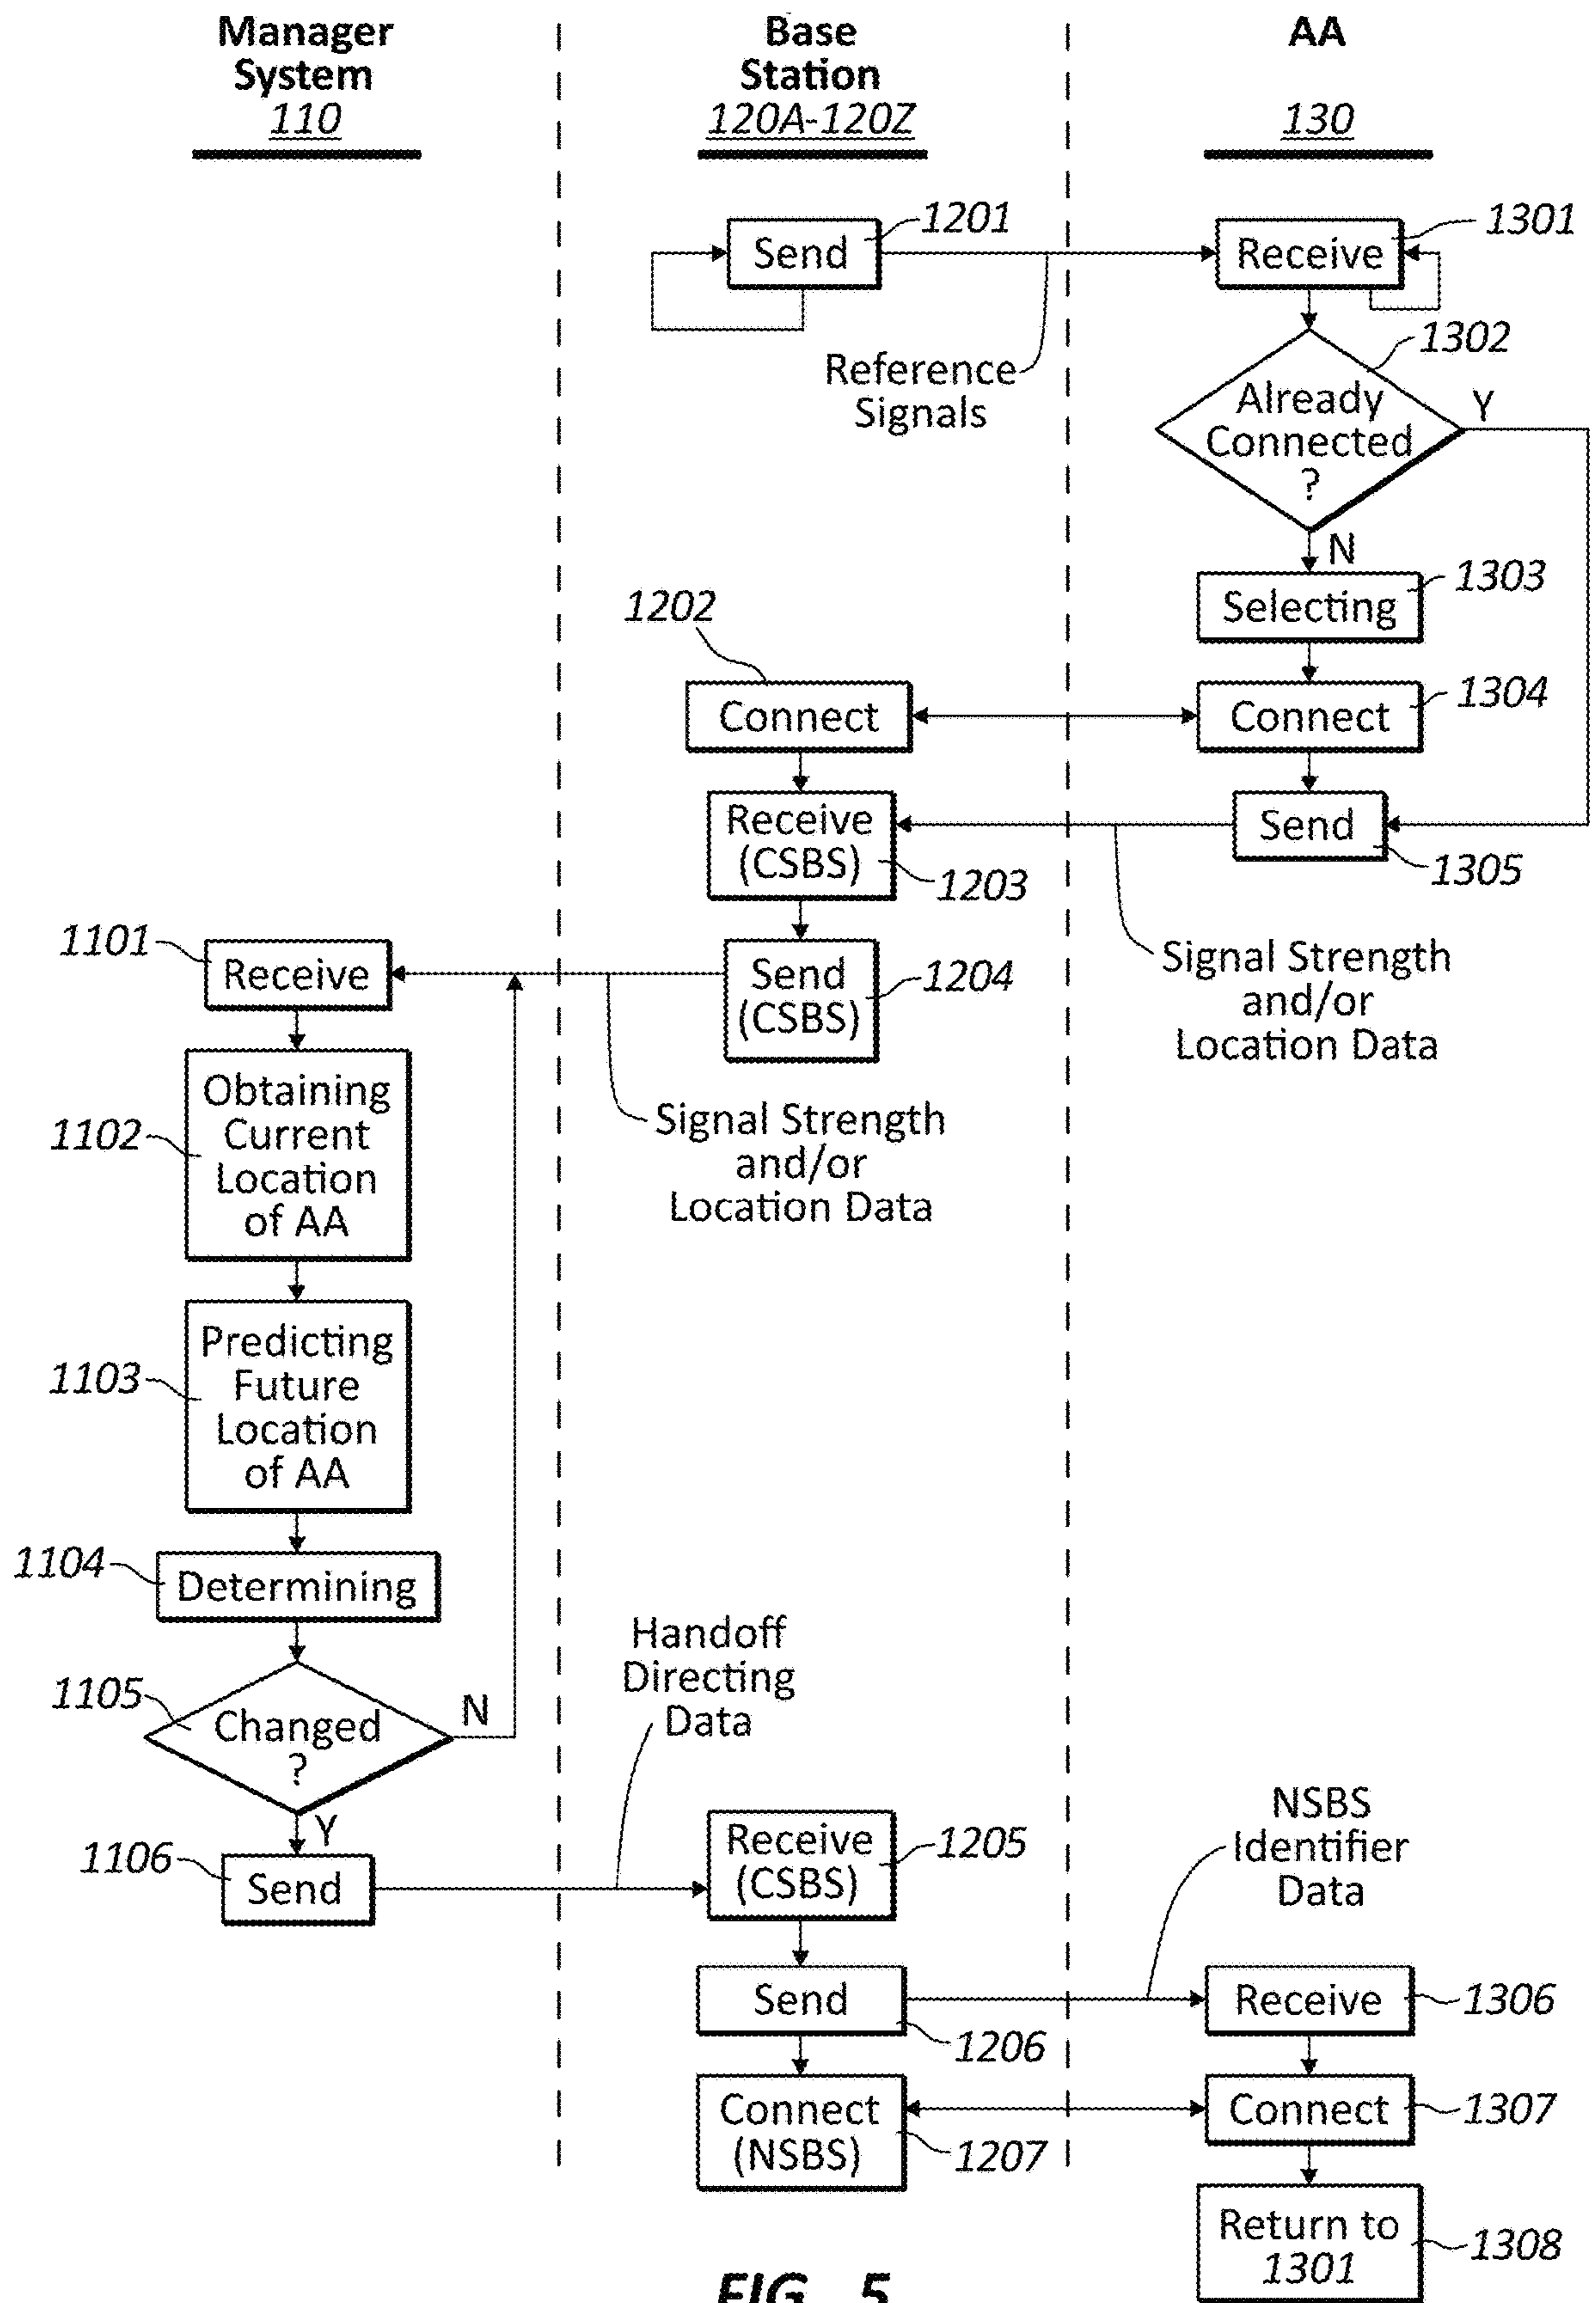 Manager
System
110
Base
Station
120A-120Z
AA
130
Send
1201
Receive
1301
Reference
Signals
1302
Already
Connected
?
Y
N
Selecting
1303
1202
Connect
Connect
1304
Receive
(CSBS)
1203
Send
1305
1101
Receive
Send
(CSBS)
1204
Signal Strength
and/or
Location Data
1102
Obtaining
Current
Location
of AA
Signal Strength
and/or
Location Data
1103
Predicting
Future
Location
of AA
1104
Determining
1105
Changed
?
N
Y
Handoff
Directing
Data
1106
Send
Receive
(CSBS)
1205
NSBS
Identifier
Data
Send
1206
Receive
1306
Connect
(NSBS)
1207
Connect
1307
Return to
1301
1308
FIG. 5